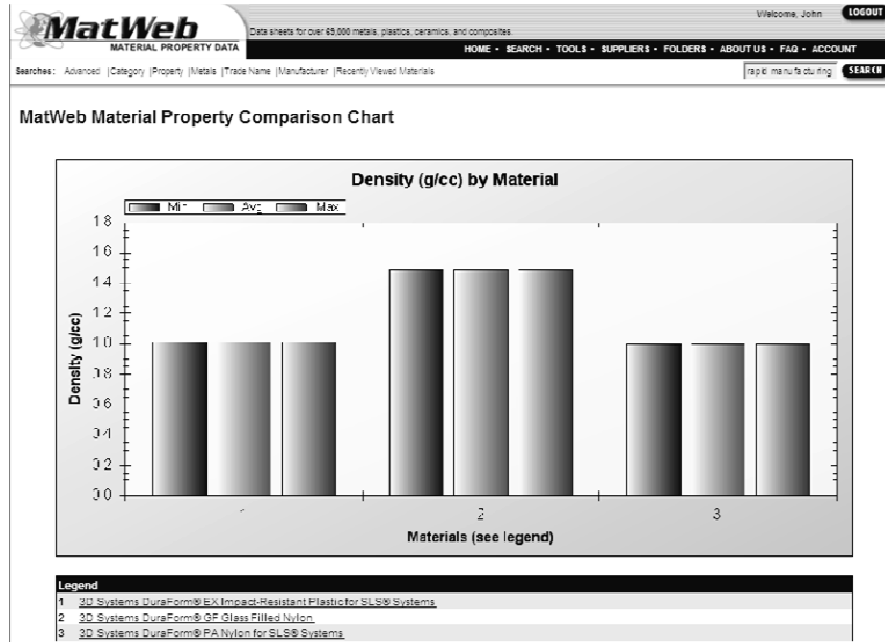 Welcome, John LOGOUT
MatWeb
MATERIAL PROPERTY DATA
Data sheets for over 69,000 metals, plastics, ceramics, and composites.
HOME - SEARCH - TOOLS - SUPPLIERS - FOLDERS - ABOUT US - FAQ - ACCOUNT
Searches: Advanced | Category | Property | Metals | Trade Name | Manufacturer | Recently Viewed Materials
rapid manufacturing SEARCH
MatWeb Material Property Comparison Chart
Density (g/cc) by Material
Min Avg Max
1.8
1.6
1.4
1.2
1.0
0.8
0.6
0.4
0.2
0.0
Density (g/cc)
1 2 3
Materials (see legend)
Legend
1 3D Systems DuraForm® EX Impact-Resistant Plastic for SLS® Systems
2 3D Systems DuraForm® GF Glass Filled Nylon
3 3D Systems DuraForm® PA Nylon for SLS® Systems